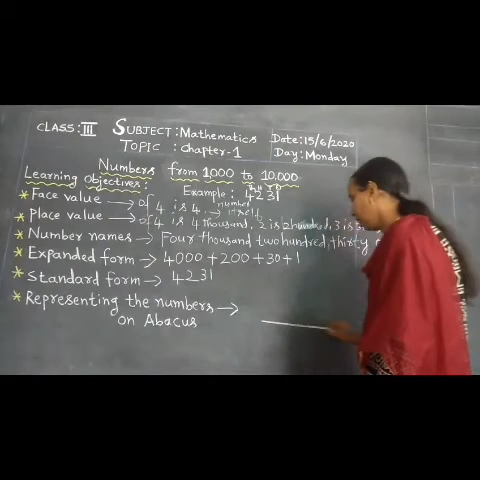 CLASS: III SUBJECT: Mathematics Date: 15/6/2020
TOPIC : Chapter-1 Day: Monday
Numbers from 1000 to 10.000
Learning objectives: Example: 4231
* Face value → of 4 is 4. → number itself
* Place value → of 4 is 4 thousand, 2 is 2 hundred, 3 is 3
* Number names → Four thousand two hundred, thirty
* Expanded form → 4000 + 200 + 30 + 1
* Standard form → 4231
* Representing the numbers →
on Abacus